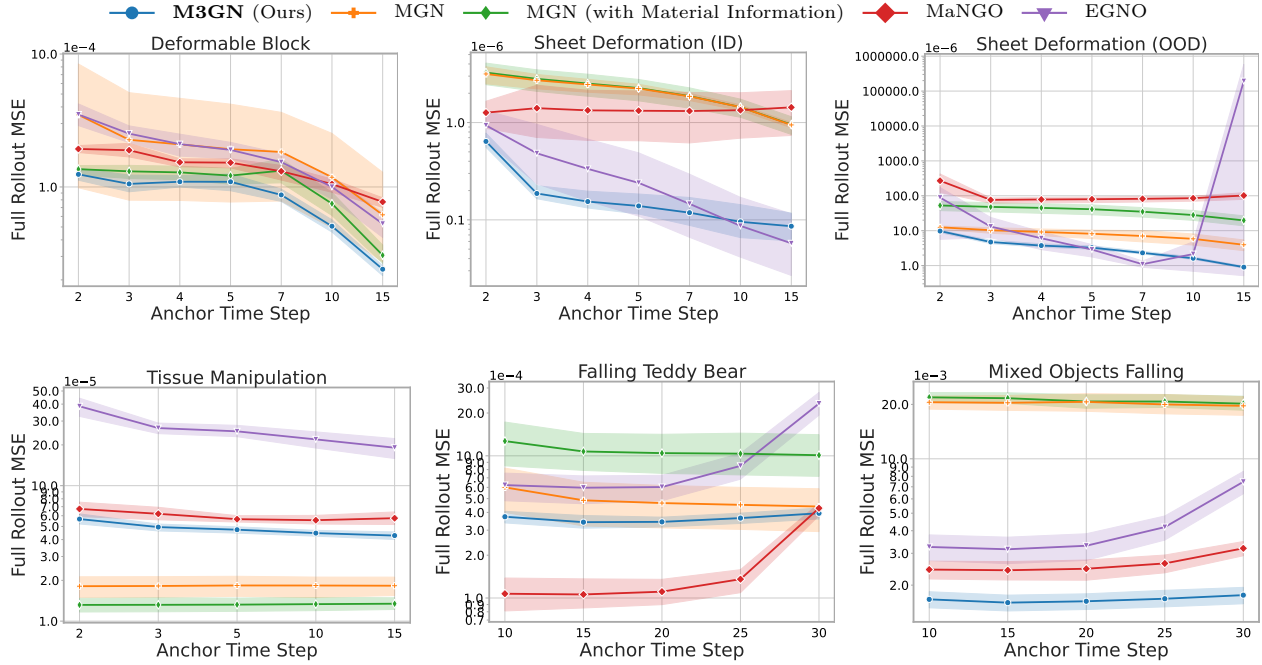 M3GN (Ours) MGN MGN (with Material Information) MaNGO EGNO
Deformable Block
1e−4
10.0
1.0
Full Rollout MSE
2 3 4 5 7 10 15
Anchor Time Step
Sheet Deformation (ID)
1e−6
1.0
0.1
Full Rollout MSE
2 3 4 5 7 10 15
Anchor Time Step
Sheet Deformation (OOD)
1e−6
1000000.0
10000.0
1000.0
100.0
10.0
1.0
Full Rollout MSE
2 3 4 5 7 10 15
Anchor Time Step
Tissue Manipulation
1e−5
50.0
40.0
30.0
20.0
10.0
9.0
8.0
7.0
6.0
5.0
4.0
3.0
2.0
1.0
Full Rollout MSE
2 3 5 10 15
Anchor Time Step
Falling Teddy Bear
1e−4
30.0
20.0
10.0
9.0
8.0
7.0
6.0
5.0
4.0
3.0
2.0
1.0
0.9
0.8
0.7
Full Rollout MSE
10 15 20 25 30
Anchor Time Step
Mixed Objects Falling
1e−3
20.0
10.0
9.0
8.0
7.0
6.0
5.0
4.0
3.0
2.0
Full Rollout MSE
10 15 20 25 30
Anchor Time Step